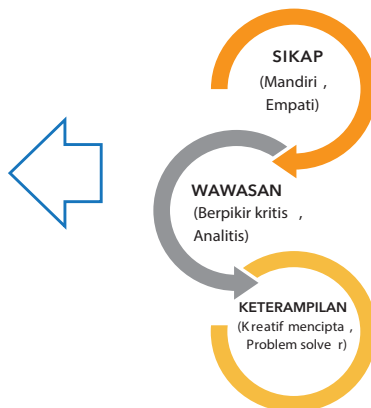 SIKAP
(Mandiri ,
Empati)
WAWASAN
(Berpikir kritis ,
Analitis)
KETERAMPILAN
(Kreatif mencipta ,
Problem solve r)